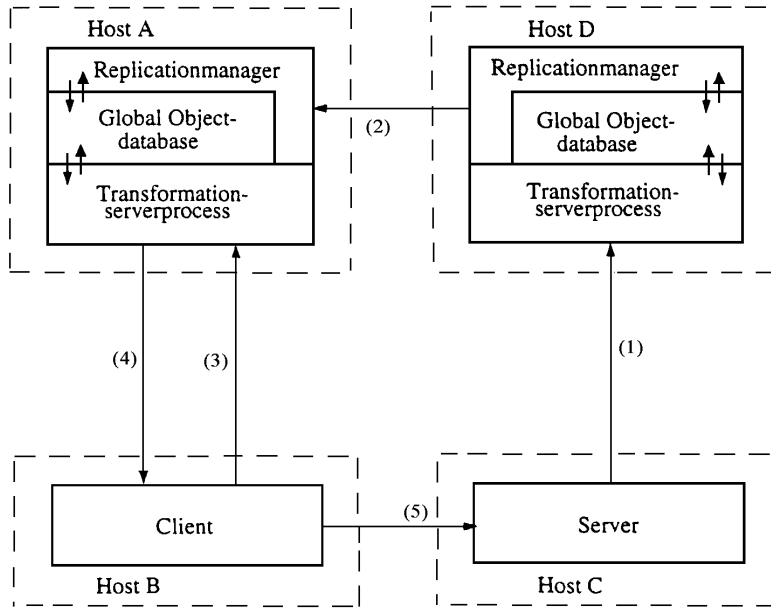 Host A
Replicationmanager
Global Object-
database
Transformation-
serverprocess
Host D
Replicationmanager
Global Object-
database
Transformation-
serverprocess
(2)
(4)
(3)
(1)
Client
(5)
Server
Host B
Host C